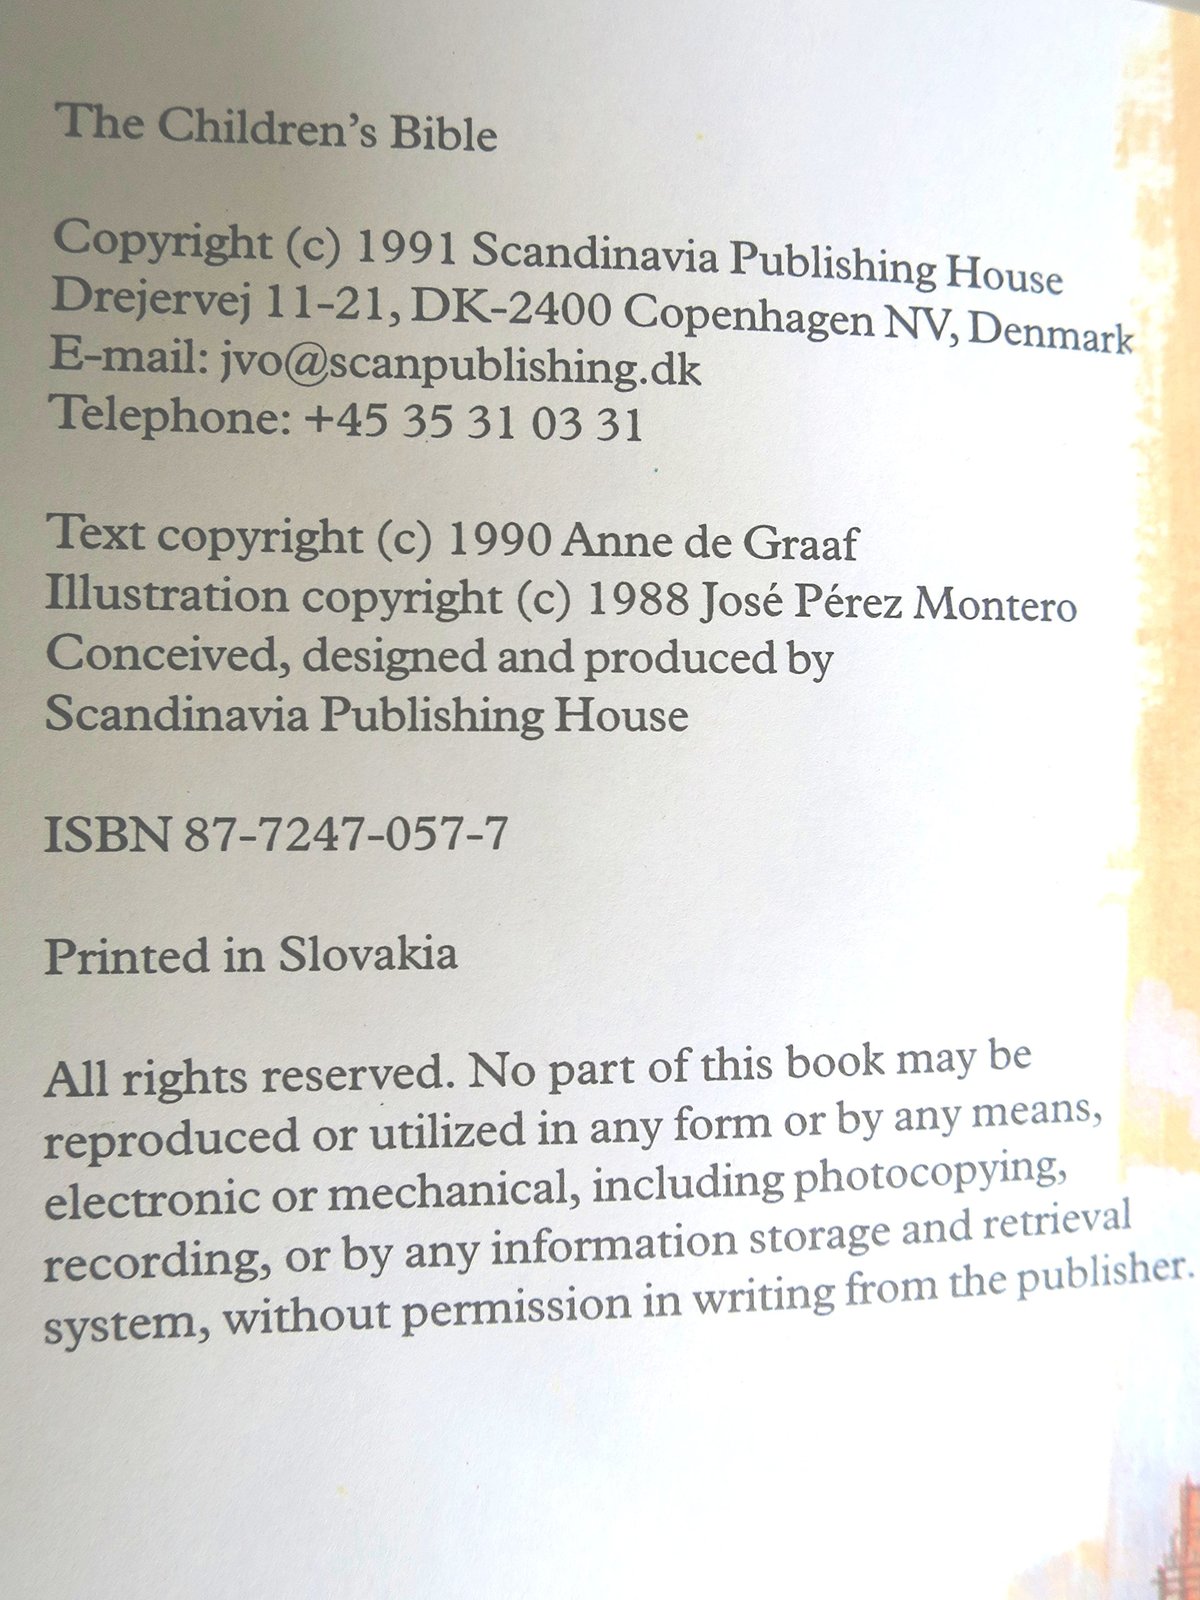 The Children's Bible
Copyright (c) 1991 Scandinavia Publishing House
Drejervej 11-21, DK-2400 Copenhagen NV, Denmark
E-mail: jvo@scanpublishing.dk
Telephone: +45 35 31 03 31
Text copyright (c) 1990 Anne de Graaf
Illustration copyright (c) 1988 José Pérez Montero
Conceived, designed and produced by
Scandinavia Publishing House
ISBN 87-7247-057-7
Printed in Slovakia
All rights reserved. No part of this book may be
reproduced or utilized in any form or by any means,
electronic or mechanical, including photocopying,
recording, or by any information storage and retrieval
system, without permission in writing from the publisher.